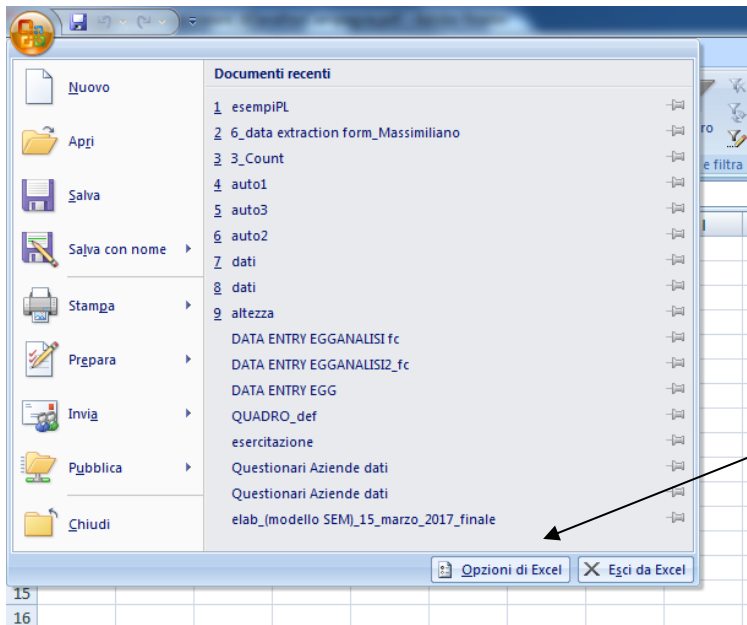 Nuovo
Apri
Salva
Salva con nome
Stampa
Prepara
Invia
Pubblica
Chiudi
Documenti recenti
1 esempiPL
2 6_data extraction form_Massimiliano
3 3_Count
4 auto1
5 auto3
6 auto2
7 dati
8 dati
9 altezza
DATA ENTRY EGGANALISI fc
DATA ENTRY EGGANALISI2_fc
DATA ENTRY EGG
QUADRO_def
esercitazione
Questionari Aziende dati
Questionari Aziende dati
elab_(modello SEM)_15_marzo_2017_finale
Opzioni di Excel
Esci da Excel
ro
e filtra
I
15
16